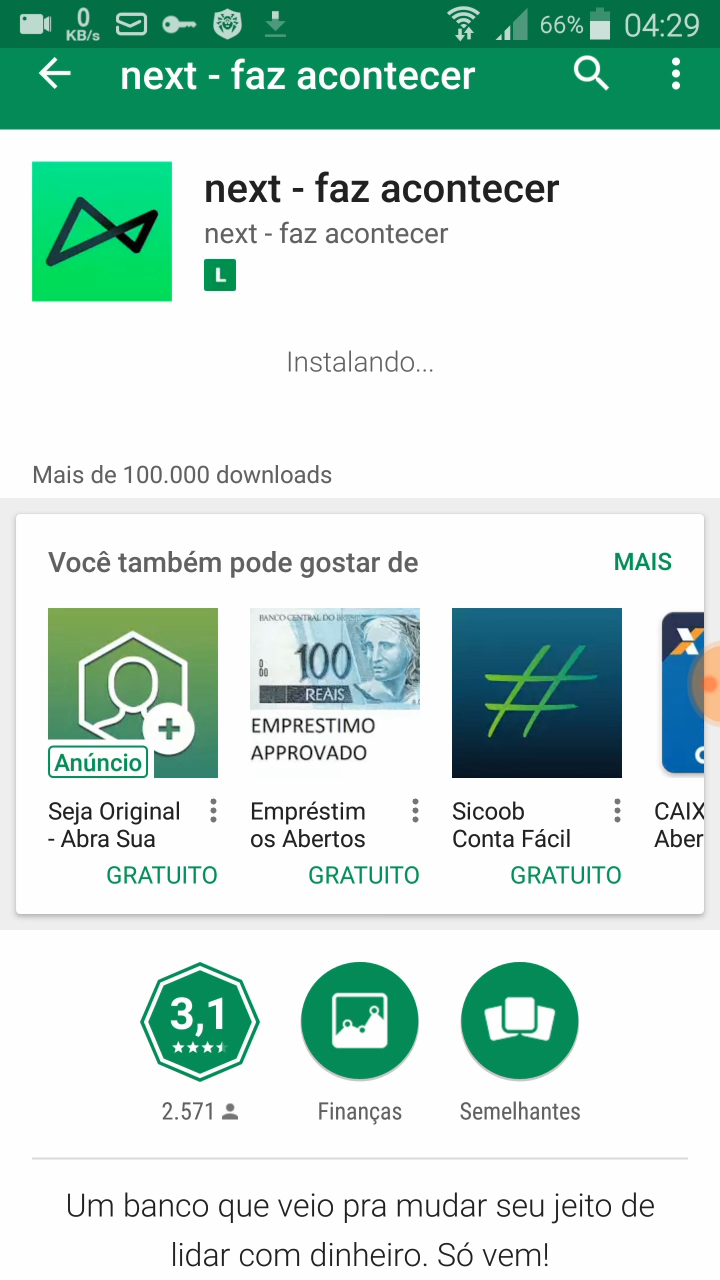 0
KB/s
66%
04:29
next - faz acontecer
next - faz acontecer
next - faz acontecer
L
Instalando...
Mais de 100.000 downloads
Você também pode gostar de
MAIS
BANCO CENTRAL DO
100
REAIS
EMPRESTIMO
APPROVADO
Anúncio
Seja Original
- Abra Sua
GRATUITO
Empréstim
os Abertos
GRATUITO
Sicoob
Conta Fácil
GRATUITO
CAIX
Aber
3,1
2.571
Finanças
Semelhantes
Um banco que veio pra mudar seu jeito de
lidar com dinheiro. Só vem!